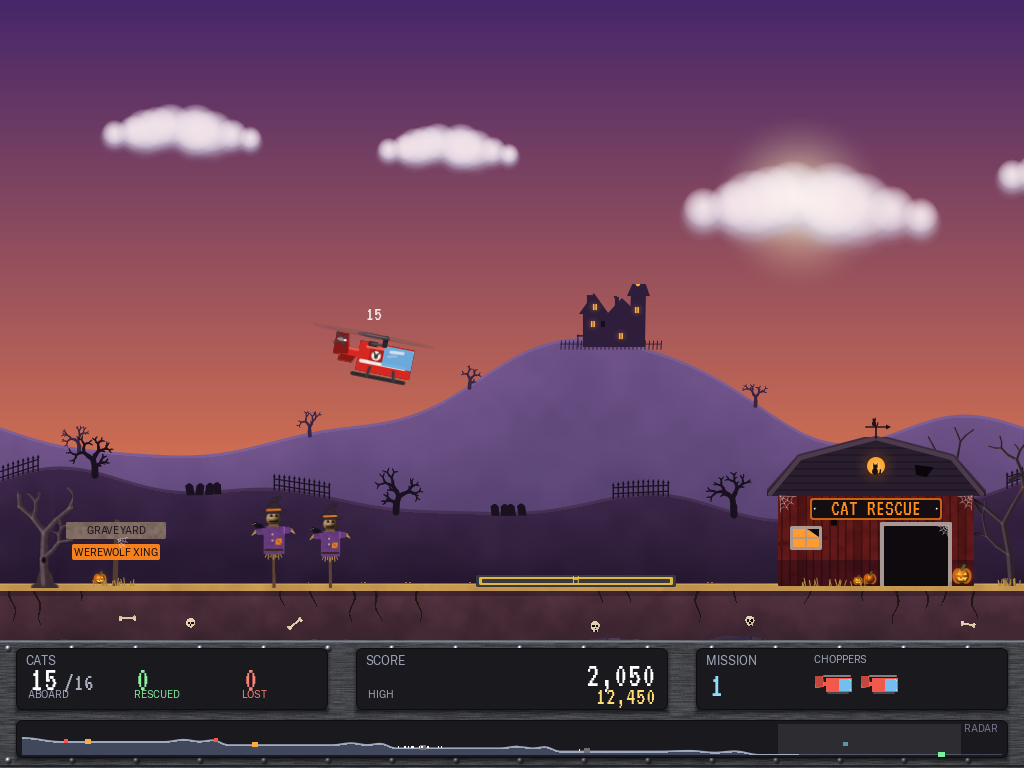 15
CAT RESCUE
GRAVEYARD
WEREWOLF XING
H
CATS
15 /16
ABOARD
0
RESCUED
0
LOST
SCORE
2,050
HIGH
12,450
MISSION
1
CHOPPERS
RADAR